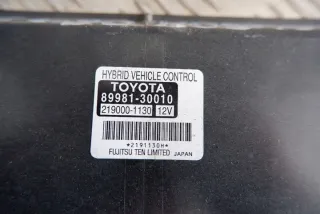 HYBRID VEHICLE CONTROL
TOYOTA
89981-30010
219000-1130 12V
*2191130H*
FUJITSU TEN LIMITED JAPAN